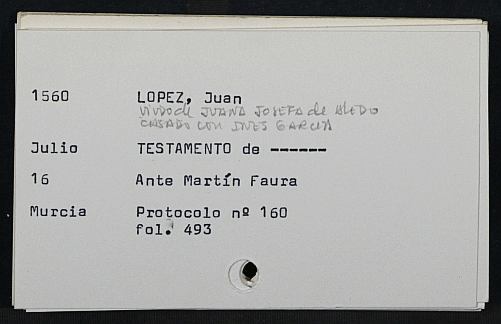 1560 LOPEZ, Juan
VIUDO de JUANA JOSEFA de ALEDO
CASADO CON INES GARCIA
Julio TESTAMENTO de ------
16 Ante Martín Faura
Murcia Protocolo nº 160
fol. 493